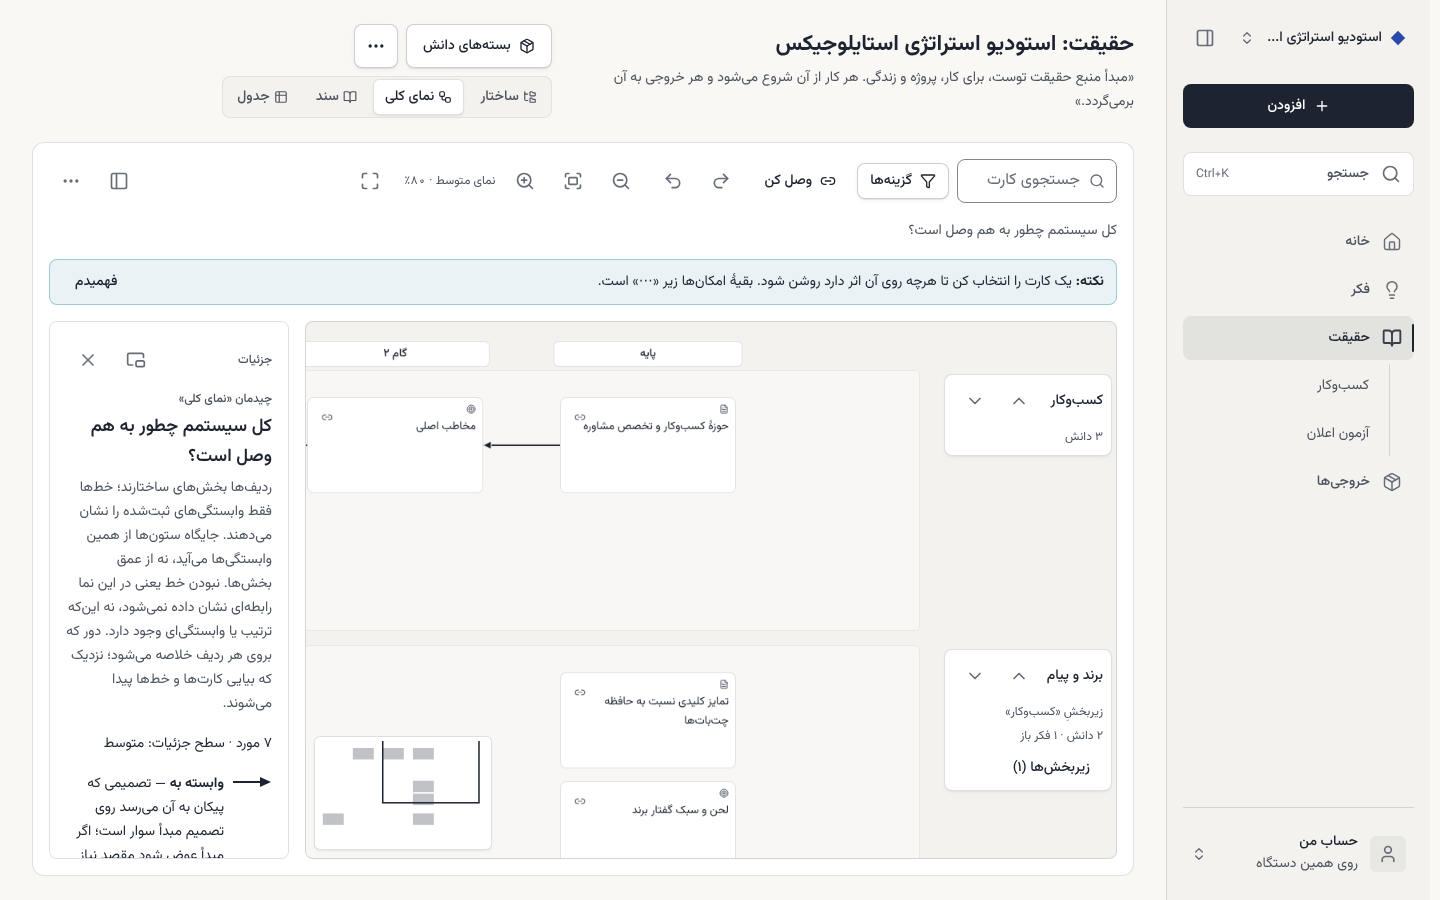 استودیو استراتژی ا...
افزودن
جستجو
Ctrl+K
خانه
فکر
حقیقت
کسب‌وکار
آزمون اعلان
خروجی‌ها
حساب من
روی همین دستگاه
حقیقت: استودیو استراتژی استایلوجیکس
«مبدأ منبع حقیقت توست، برای کار، پروژه و زندگی. هر کار از آن شروع می‌شود و هر خروجی به آن
برمی‌گردد.»
بسته‌های دانش
ساختار
نمای کلی
سند
جدول
جستجوی کارت
گزینه‌ها
وصل کن
نمای متوسط · ۸۰٪
کل سیستمم چطور به هم وصل است؟
نکته: یک کارت را انتخاب کن تا هرچه روی آن اثر دارد روشن شود. بقیهٔ امکان‌ها زیر «···» است.
فهمیدم
پایه
گام ۲
کسب‌وکار
۳ دانش
حوزهٔ کسب‌وکار و تخصص مشاوره
مخاطب اصلی
برند و پیام
زیربخش «کسب‌وکار»
۲ دانش · ۱ فکر باز
زیربخش‌ها (۱)
تمایز کلیدی نسبت به حافظه
چت‌بات‌ها
لحن و سبک گفتار برند
جزئیات
چیدمان «نمای کلی»
کل سیستمم چطور به هم
وصل است؟
ردیف‌ها بخش‌های ساختارند؛ خط‌ها
فقط وابستگی‌های ثبت‌شده را نشان
می‌دهند. جایگاه ستون‌ها از همین
وابستگی‌ها می‌آید، نه از عمق
بخش‌ها. نبودن خط یعنی در این نما
رابطه‌ای نشان داده نمی‌شود، نه این‌که
ترتیب یا وابستگی‌ای وجود دارد. دور که
بروی هر ردیف خلاصه می‌شود؛ نزدیک
که بیایی کارت‌ها و خط‌ها پیدا
می‌شوند.
۷ مورد · سطح جزئیات: متوسط
وابسته به — تصمیمی که
پیکان به آن می‌رسد روی
تصمیم مبدأ سوار است؛ اگر
مبدأ عوض شود مقصد نیاز